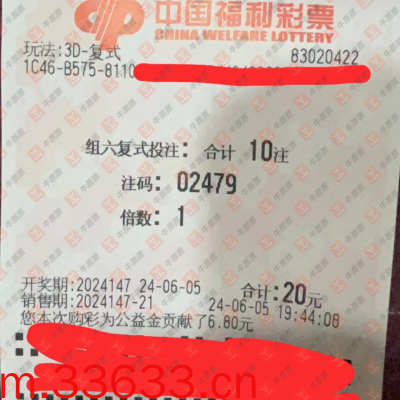 中国福利彩票
CHINA WELFARE LOTTERY
玩法:3D-复式 83020422
1C46-B575-8110
组六复式投注: 合计 10注
注码: 02479
倍数: 1
开奖期:2024147 24-06-05 合计:20元
销售期:2024147-21 24-06-05 19:44:08
您本次购彩为公益金贡献了6.80元
m.33633.cn